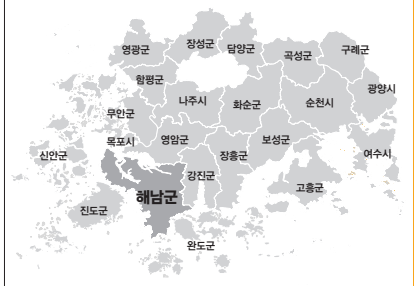 영광군
장성군
담양군
곡성군
구례군
함평군
나주시
화순군
순천시
광양시
무안군
목포시
영암군
장흥군
보성군
여수시
신안군
강진군
고흥군
해남군
진도군
완도군